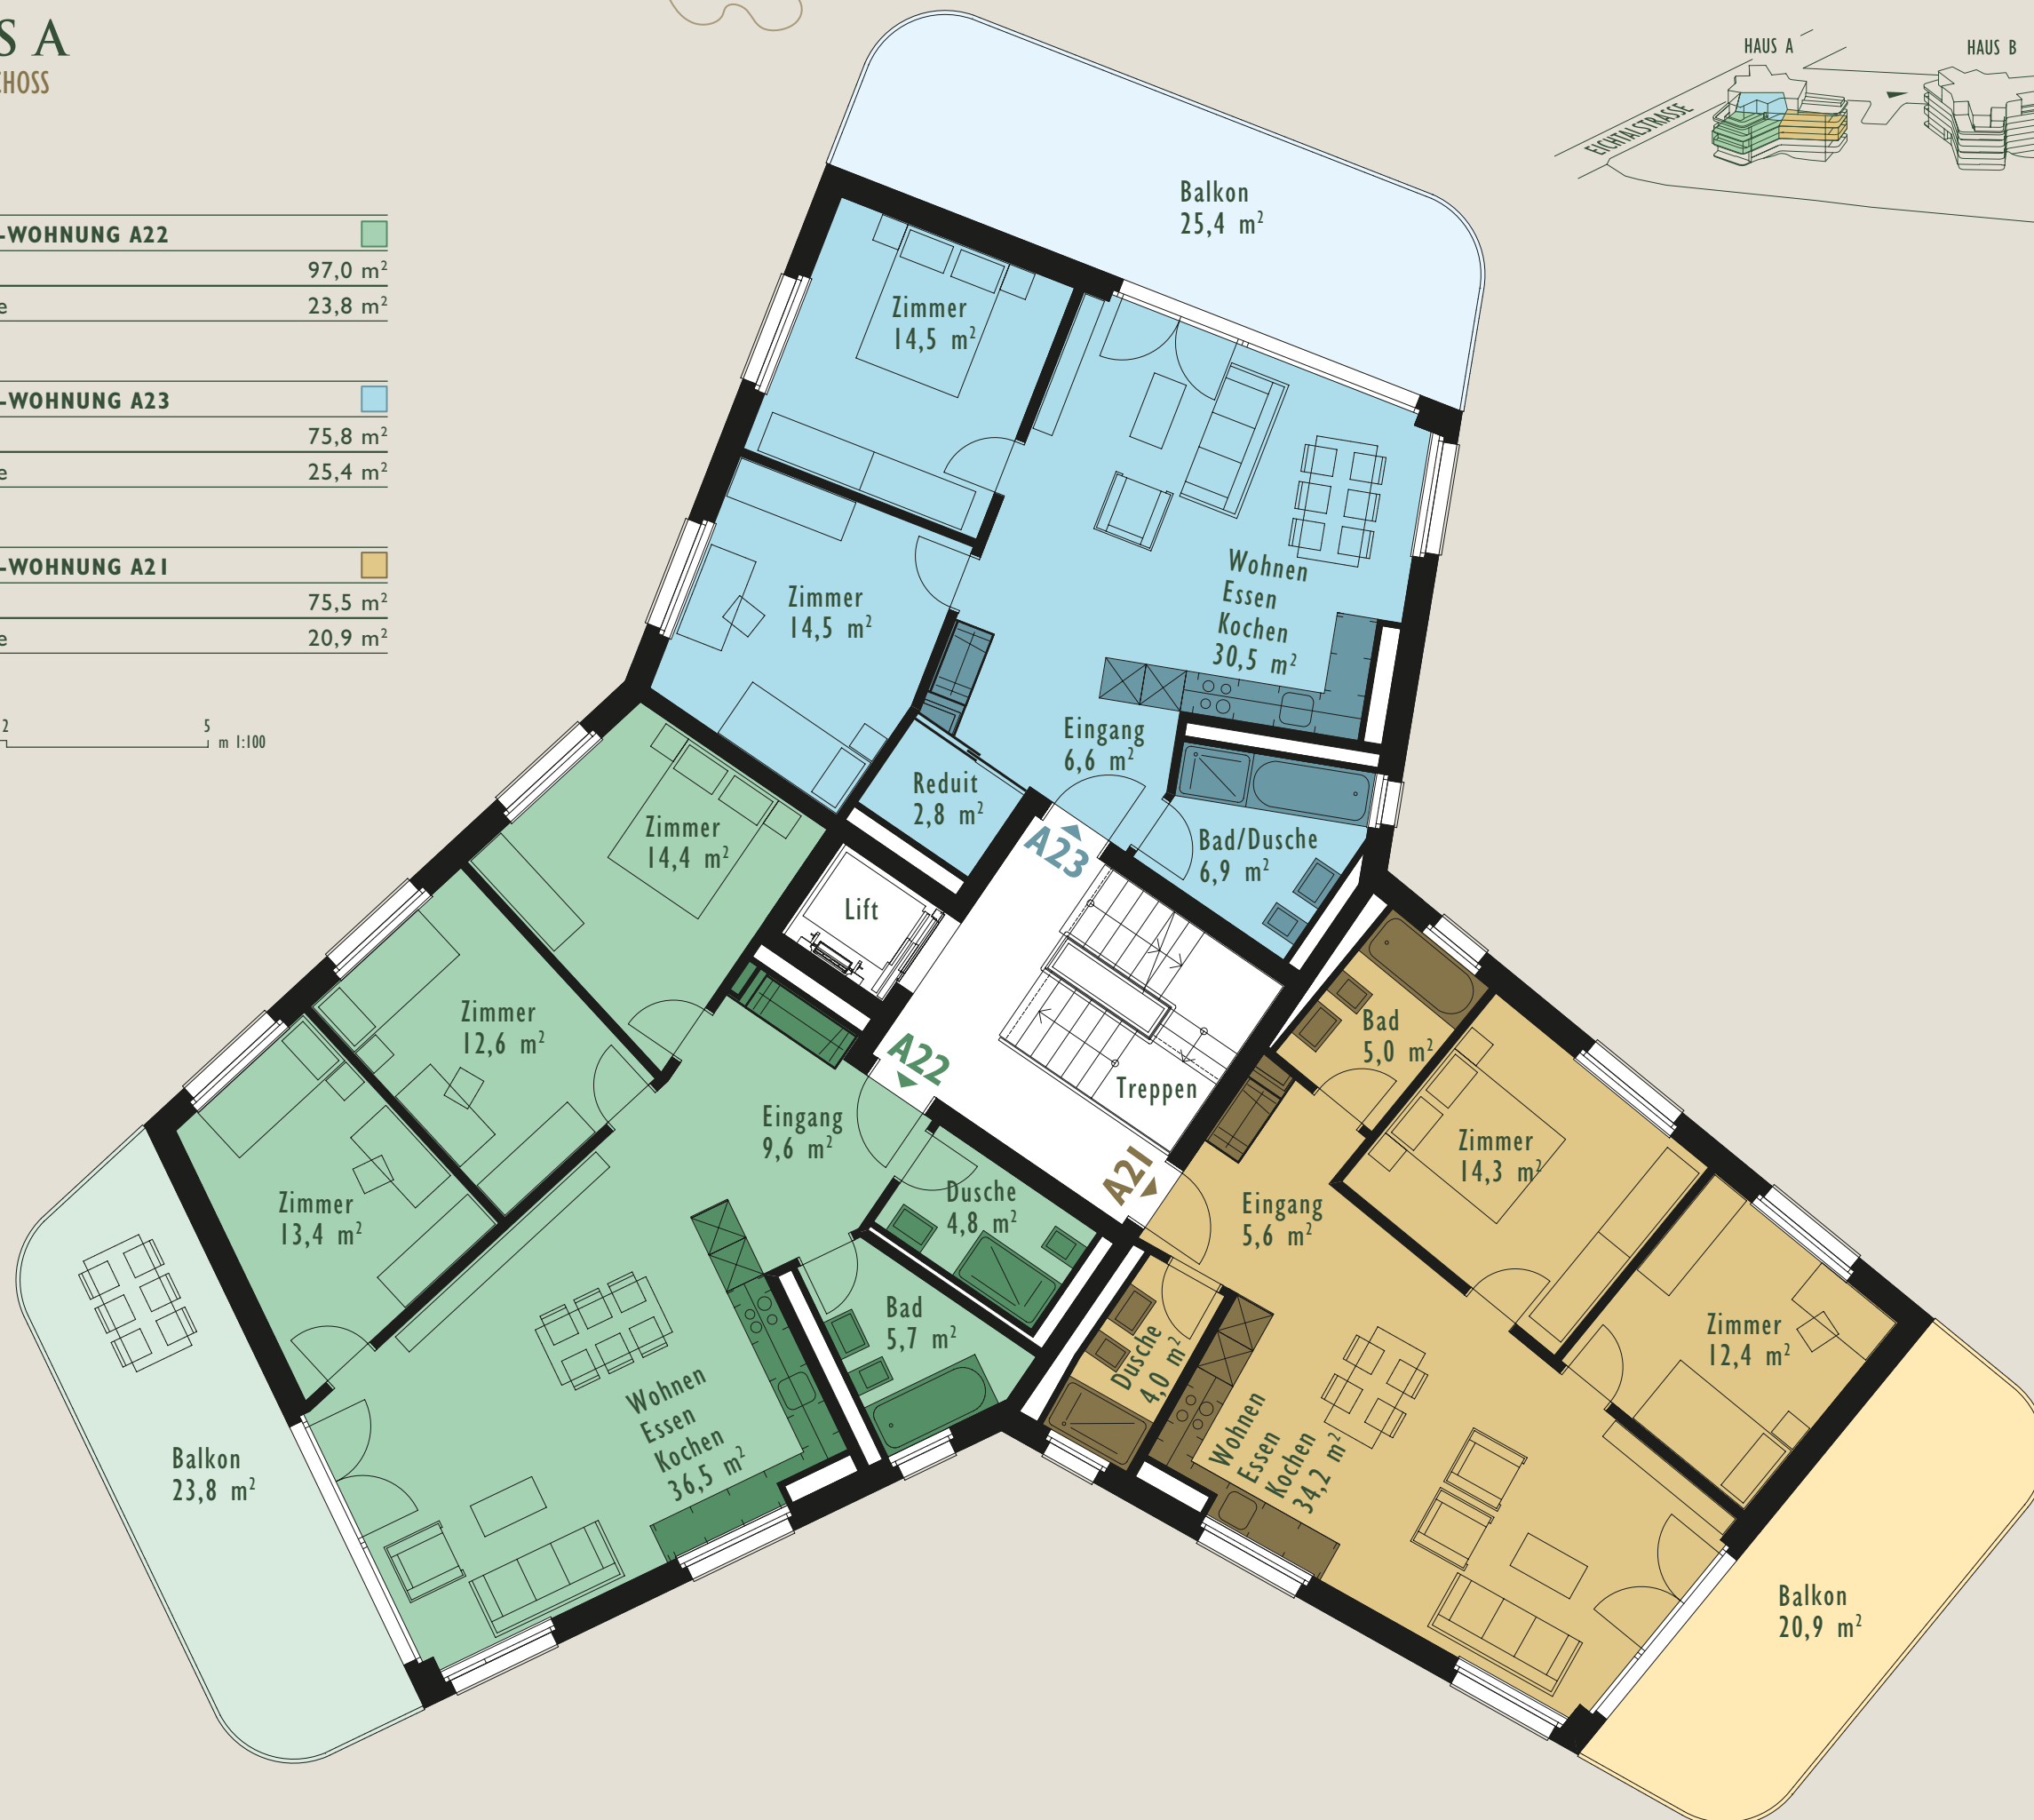 S A
CHOSS
-WOHNUNG A22
97,0 m²
e 23,8 m²
-WOHNUNG A23
75,8 m²
e 25,4 m²
-WOHNUNG A21
75,5 m²
e 20,9 m²
2 5 m 1:100
HAUS A
HAUS B
EICHTALSTRASSE
Balkon
25,4 m²
Zimmer
14,5 m²
Zimmer
14,5 m²
Wohnen
Essen
Kochen
30,5 m²
Eingang
6,6 m²
Reduit
2,8 m²
Bad/Dusche
6,9 m²
A23
Lift
Treppen
A22
A21
Zimmer
14,4 m²
Zimmer
12,6 m²
Zimmer
13,4 m²
Eingang
9,6 m²
Dusche
4,8 m²
Bad
5,7 m²
Wohnen
Essen
Kochen
36,5 m²
Balkon
23,8 m²
Bad
5,0 m²
Zimmer
14,3 m²
Eingang
5,6 m²
Zimmer
12,4 m²
Dusche
4,0 m²
Wohnen
Essen
Kochen
34,2 m²
Balkon
20,9 m²